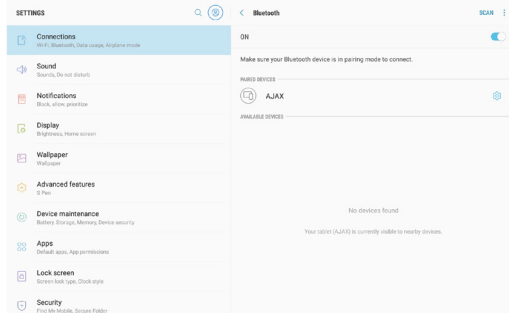 SETTINGS
Connections
Wi-Fi, Bluetooth, Data usage, Airplane mode
Sound
Sounds, Do not disturb
Notifications
Block, allow, prioritize
Display
Brightness, Home screen
Wallpaper
Wallpaper
Advanced features
S Pen
Device maintenance
Battery, Storage, Memory, Device security
Apps
Default apps, App permissions
Lock screen
Screen lock type, Clock style
Security
Find My Mobile, Secure Folder
Bluetooth
SCAN
ON
Make sure your Bluetooth device is in pairing mode to connect.
PAIRED DEVICES
AJAX
AVAILABLE DEVICES
No devices found
Your tablet (AJAX) is currently visible to nearby devices.